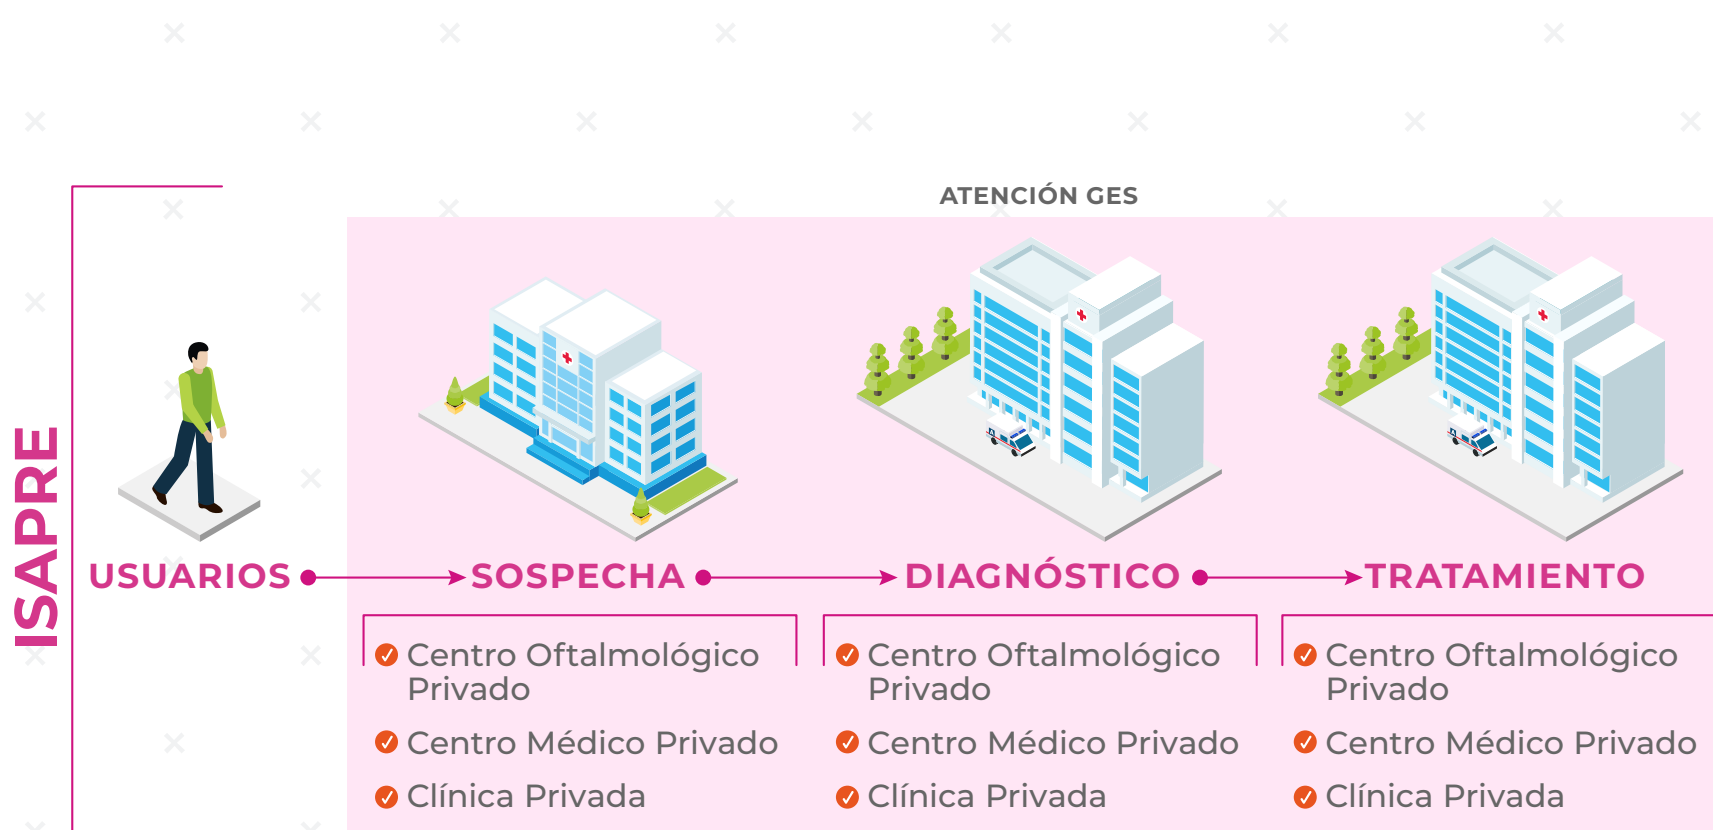 ATENCIÓN GES
ISAPRE
USUARIOS
SOSPECHA
DIAGNÓSTICO
TRATAMIENTO
Centro Oftalmológico
Privado
Centro Médico Privado
Clínica Privada
Centro Oftalmológico
Privado
Centro Médico Privado
Clínica Privada
Centro Oftalmológico
Privado
Centro Médico Privado
Clínica Privada